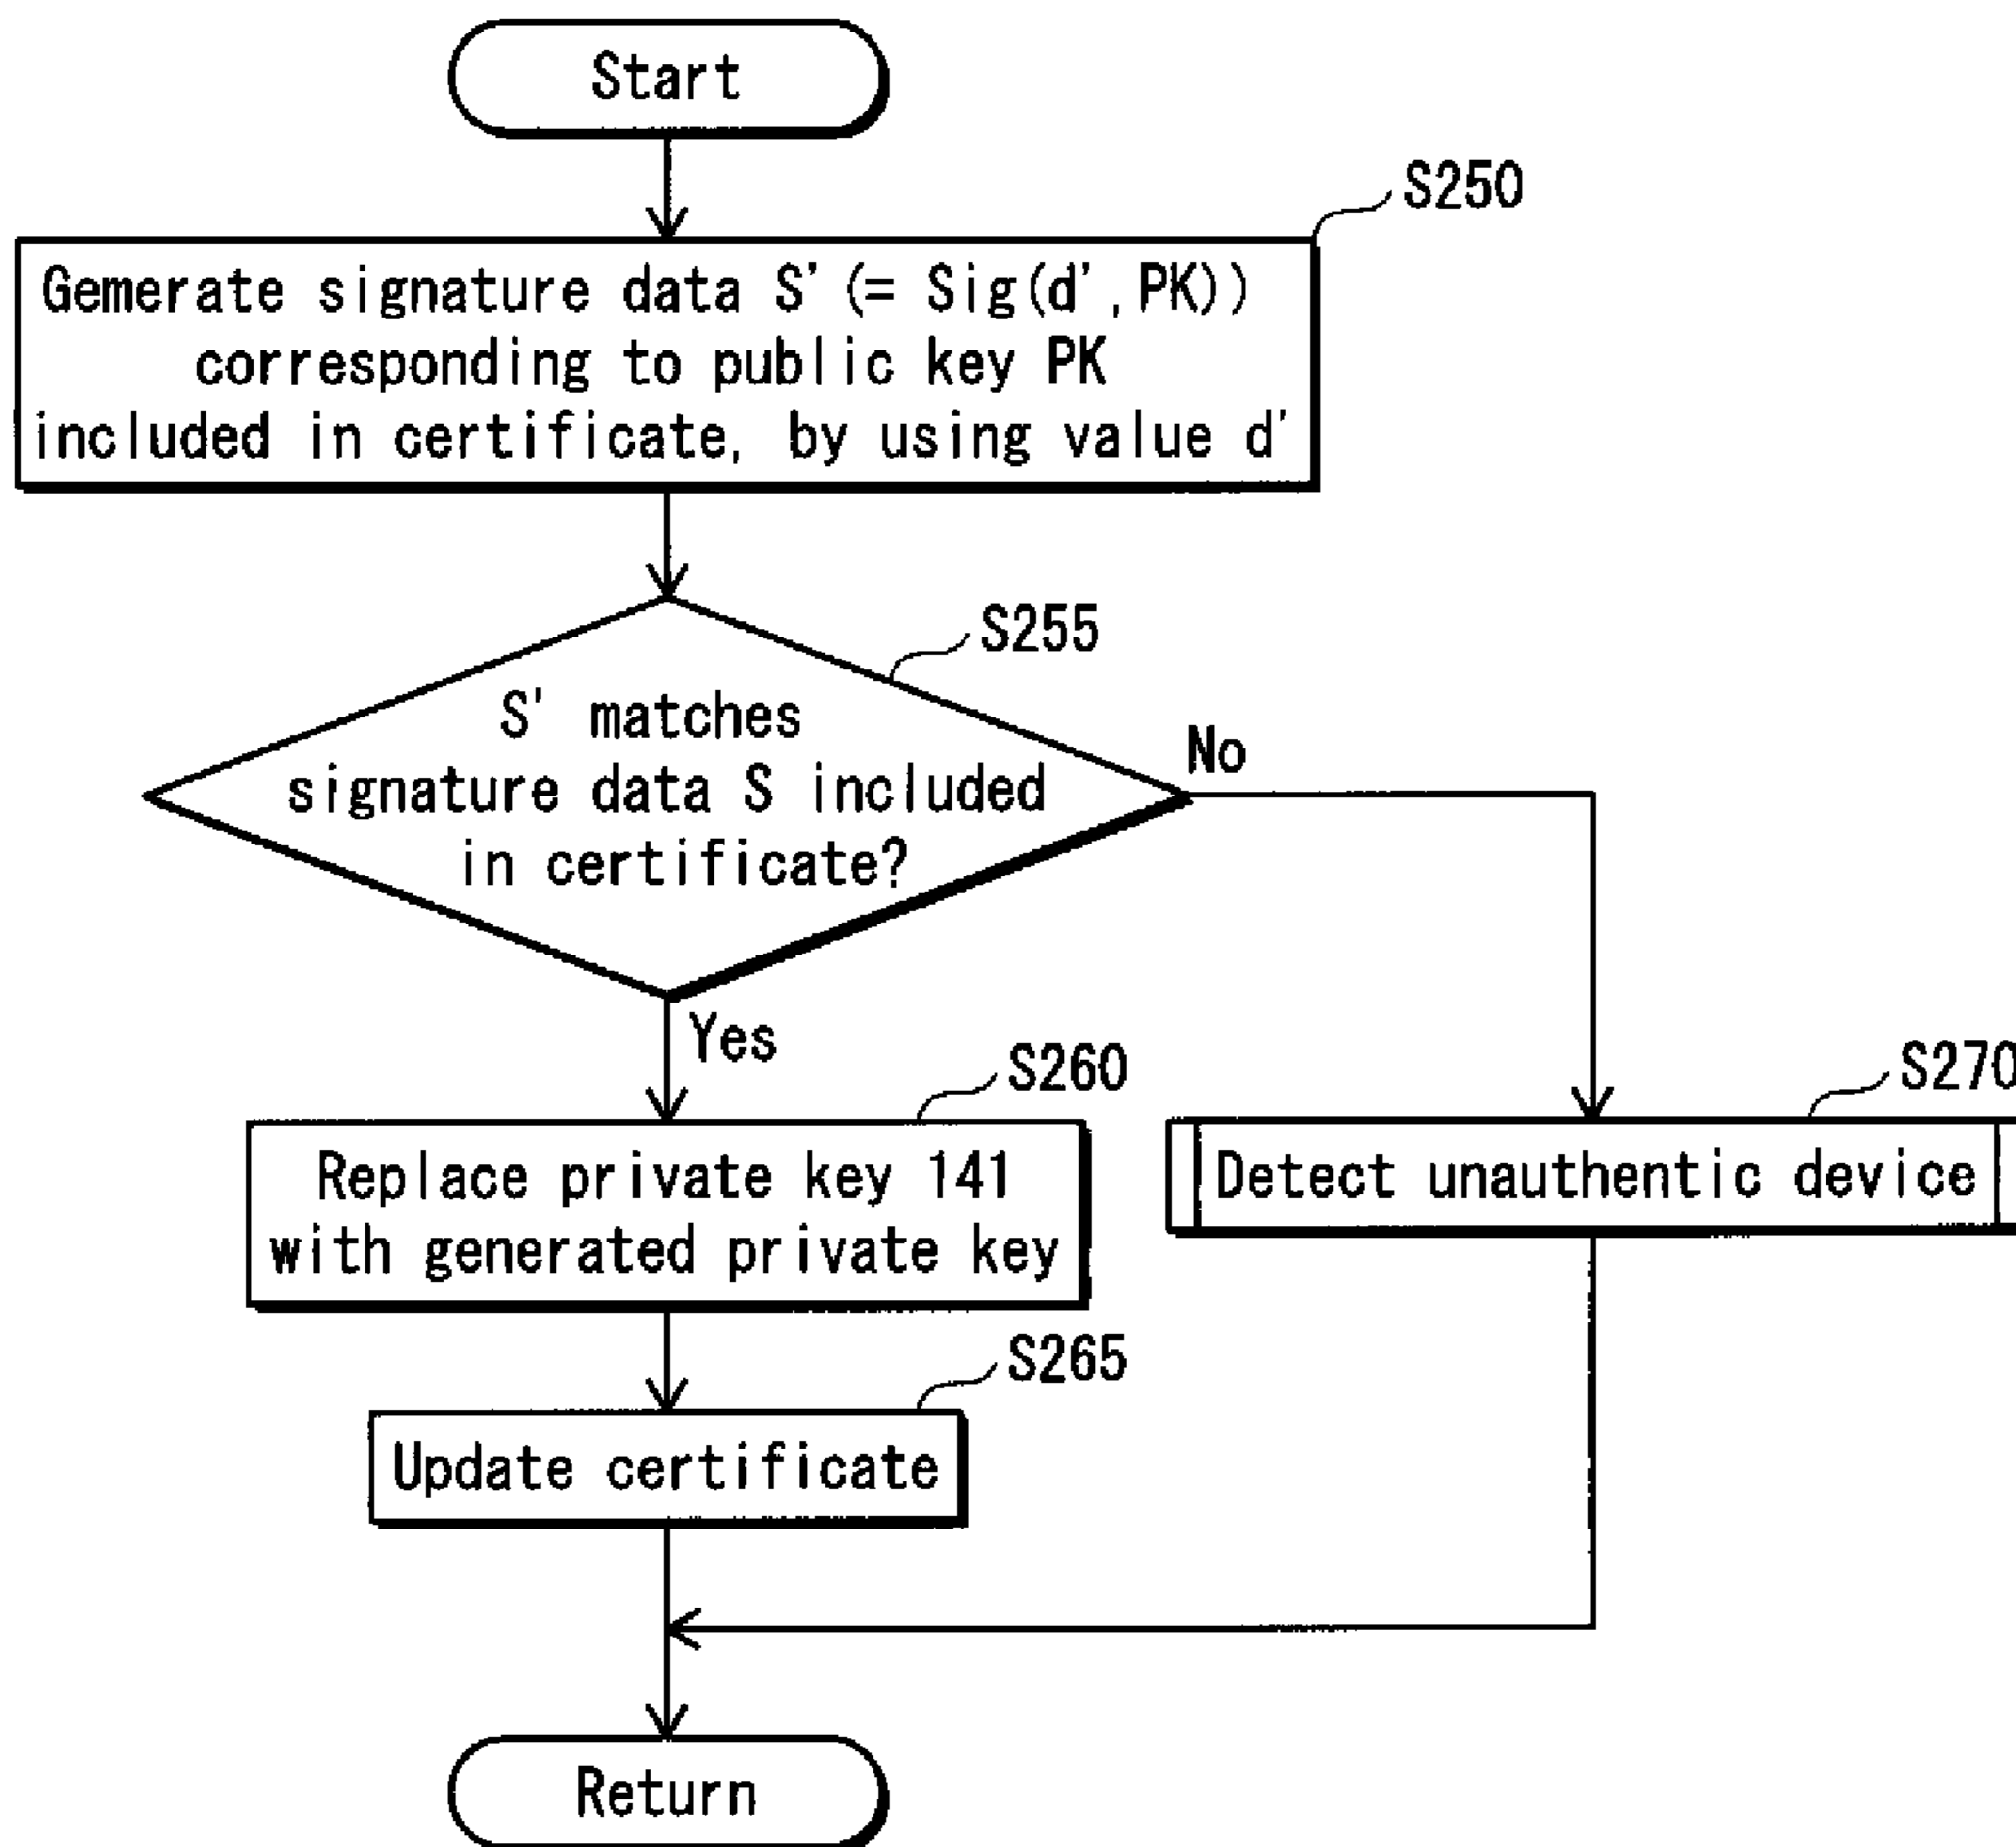 Start
S250
Gemerate signature data S' (= Sig(d', PK))
corresponding to public key PK
included in certificate, by using value d'
S255
S' matches
signature data S included
in certificate?
No
Yes
S260
Replace private key 141
with generated private key
S270
Detect unauthentic device
S265
Update certificate
Return